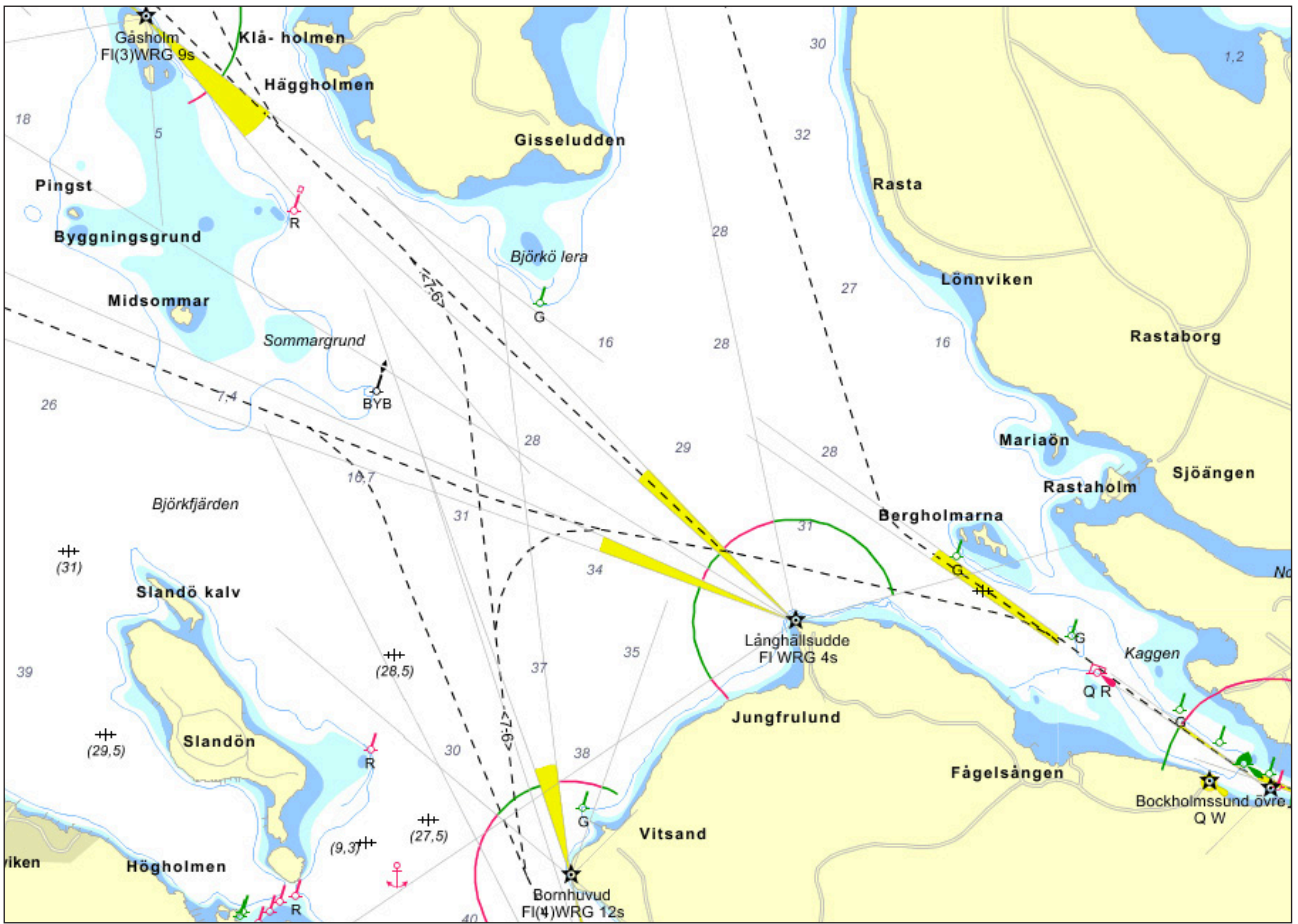 Gåsholm
Fl(3)WRG 9s
Klå- holmen
Häggholmen
30
1,2
18
5
32
Gisseludden
Pingst
Rasta
R
Byggningsgrund
28
Björkö lera
Lönnviken
<7-6>
27
Midsommar
G
Sommargrund
16
28
16
Rastaborg
BYB
7,4
26
28
29
28
Mariaön
Sjöängen
Rastaholm
16,7
Björkfjärden
31
31
Bergholmarna
(31)
34
G
Slandö kalv
Långhällsudde
Fl WRG 4s
G
(28,5)
35
Kaggen
39
37
Q R
Jungfrulund
G
(29,5)
Slandön
<7-6>
30
38
R
Fågelsången
Bockholmssund övre
Q W
G
(27,5)
Vitsand
(9,3)
viken
Högholmen
Bornhuvud
Fl(4)WRG 12s
R
40